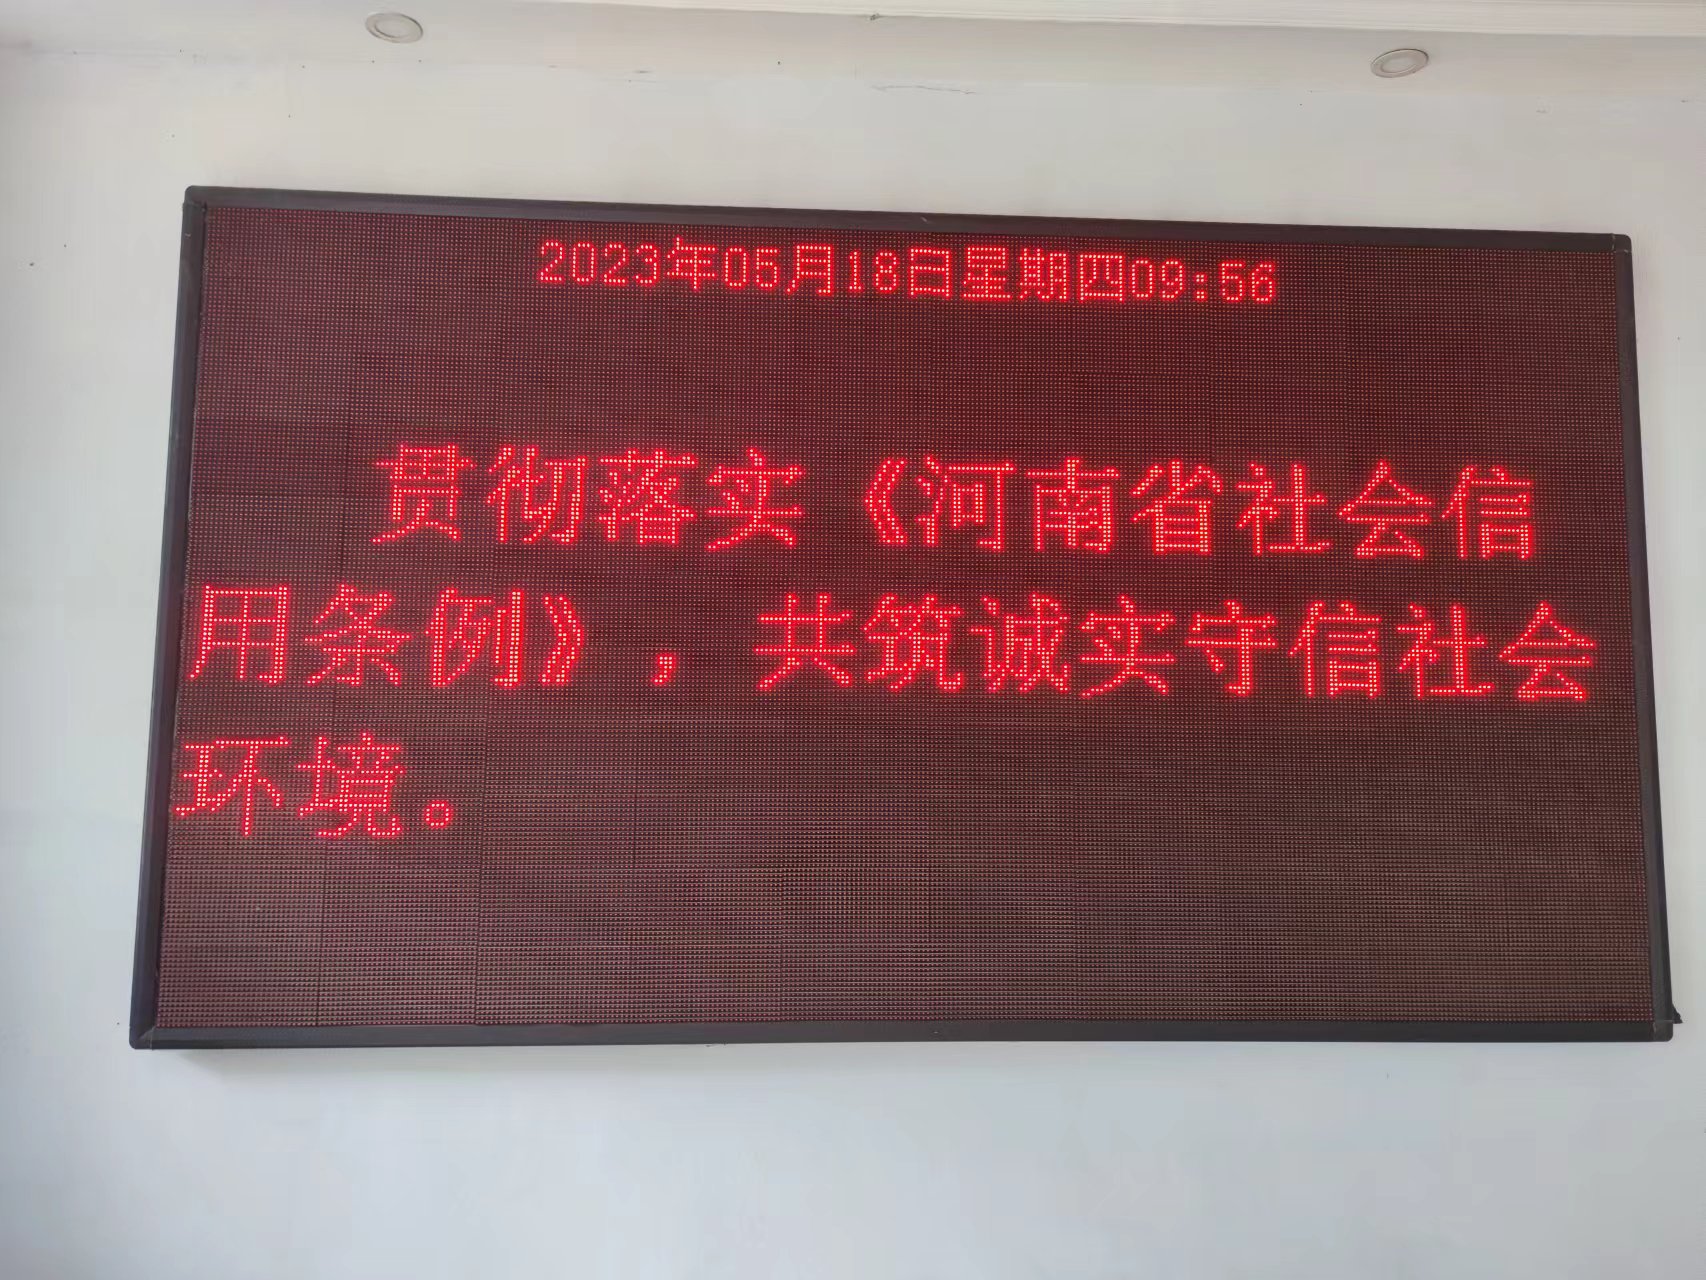 2023年05月18日星期四09:56
贯彻落实《河南省社会信
用条例》，共筑诚实守信社会
环境。